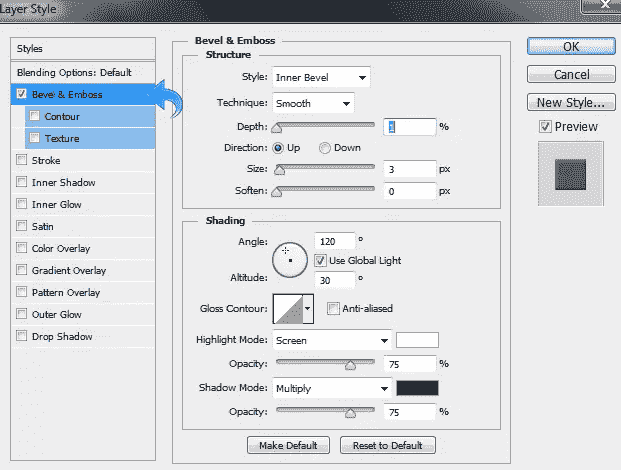 Layer Style
Styles
Blending Options: Default
Bevel & Emboss
Contour
Texture
Stroke
Inner Shadow
Inner Glow
Satin
Color Overlay
Gradient Overlay
Pattern Overlay
Outer Glow
Drop Shadow
Bevel & Emboss
Structure
Style: Inner Bevel
Technique: Smooth
Depth: 1 %
Direction: Up Down
Size: 3 px
Soften: 0 px
Shading
Angle: 120 °
Use Global Light
Altitude: 30 °
Gloss Contour: Anti-aliased
Highlight Mode: Screen
Opacity: 75 %
Shadow Mode: Multiply
Opacity: 75 %
Make Default Reset to Default
OK
Cancel
New Style...
Preview